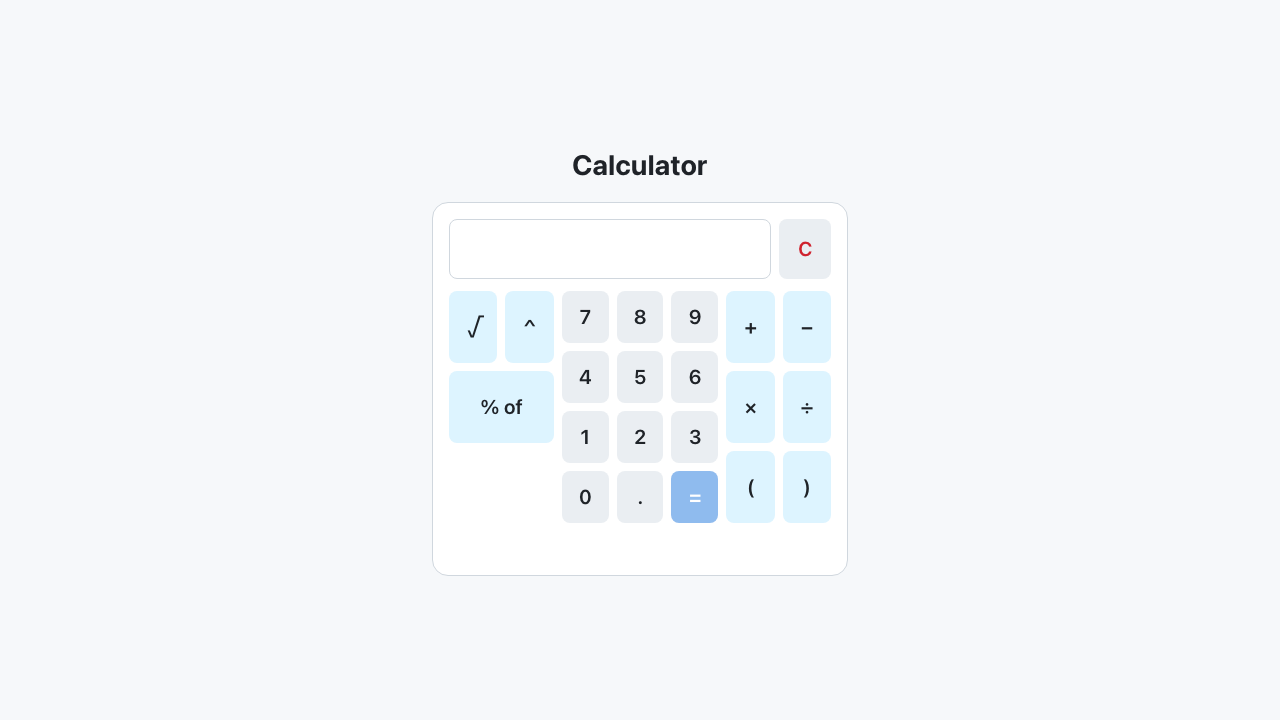 Calculator
C
√ ^ 7 8 9 + −
4 5 6
% of × ÷
1 2 3
( )
0 . =